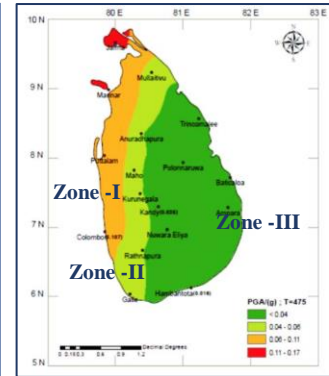 80 E 81 E 82 E 83 E
10 N
9 N
8 N
7 N
6 N
5 N
Jaffna
Mullaitivu
Mannar
Trincomalee
Anuradhapura
Puttalam
Polonnaruwa
Maho
Batticaloa
Zone -I
Kurunegala
Kandy
Ampara
Zone -III
Colombo
Nuwara Eliya
Ratnapura
Zone -II
Hambantota
Galle
PGA/(g) ; T=475
< 0.04
0.04 - 0.06
0.06 - 0.11
0.11 - 0.17
Decimal Degrees